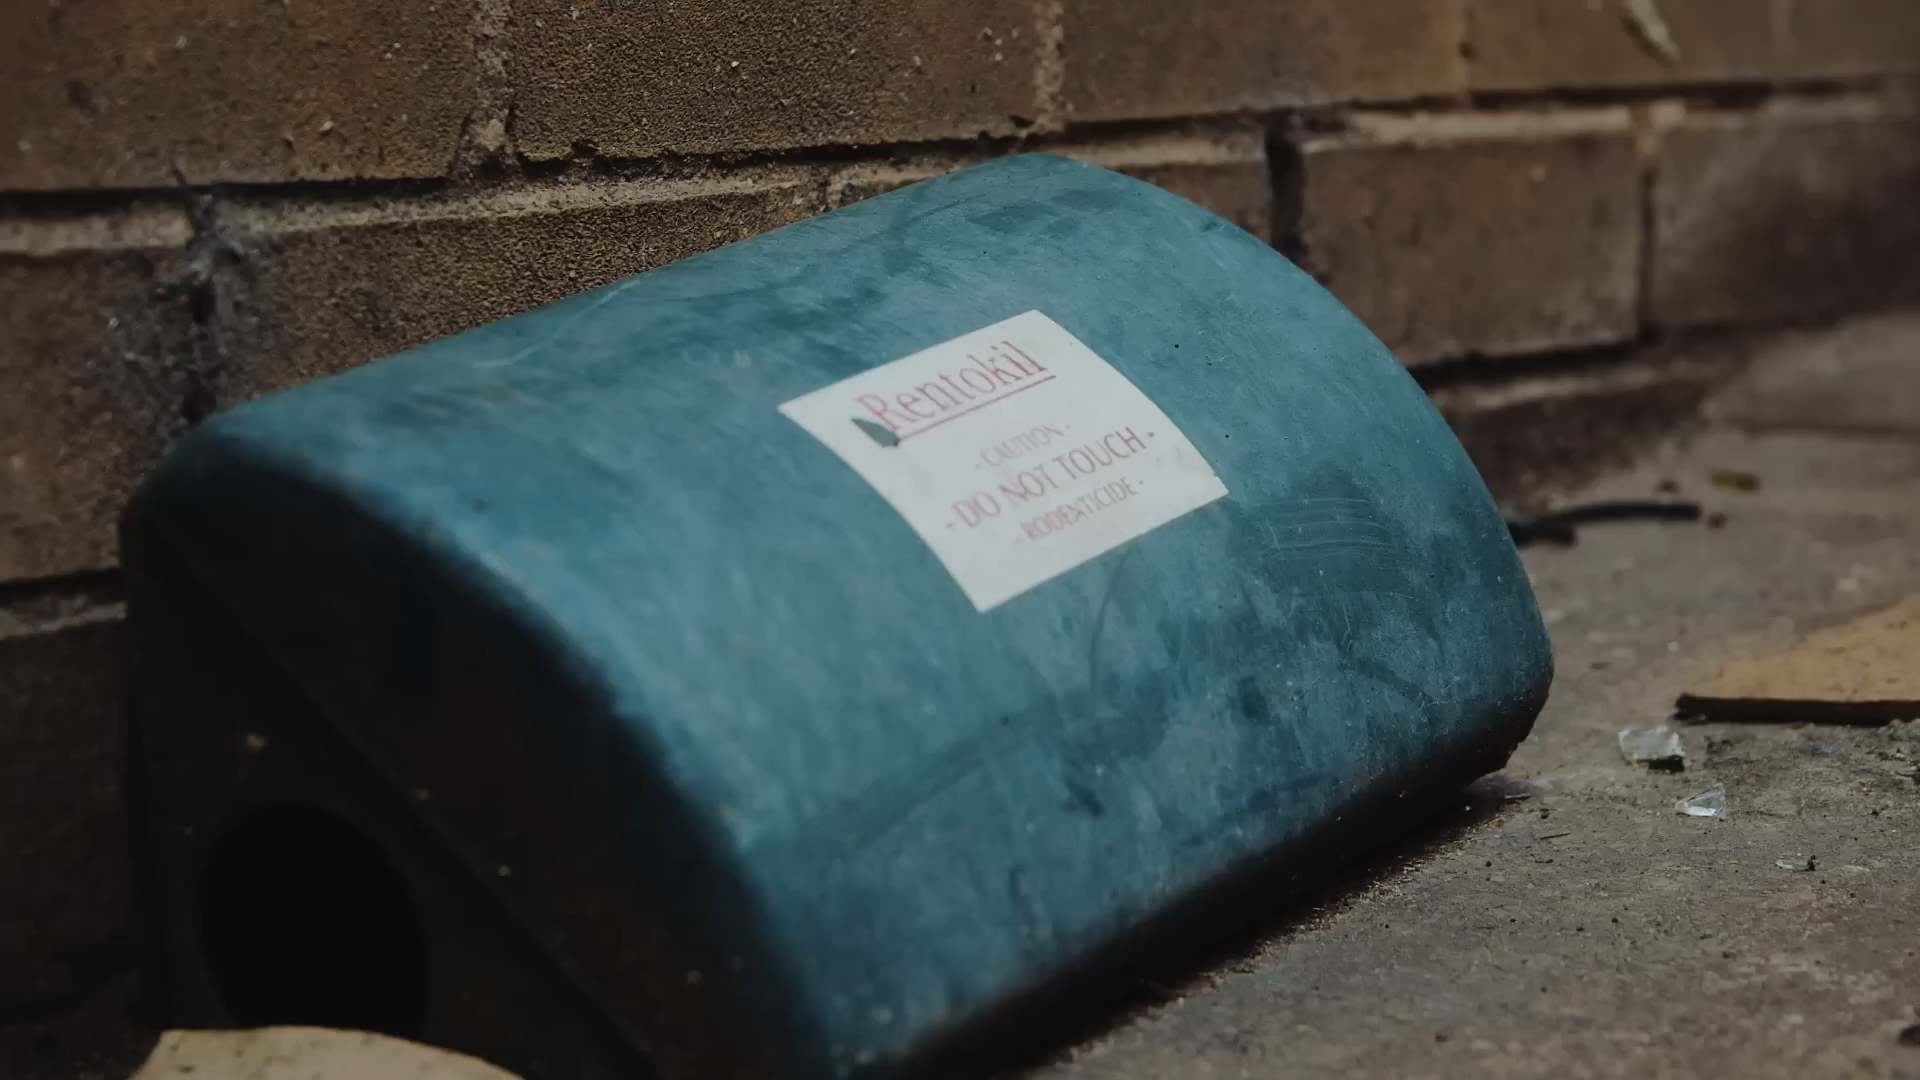 Rentokil
· CAUTION ·
· DO NOT TOUCH ·
· RODENTICIDE ·